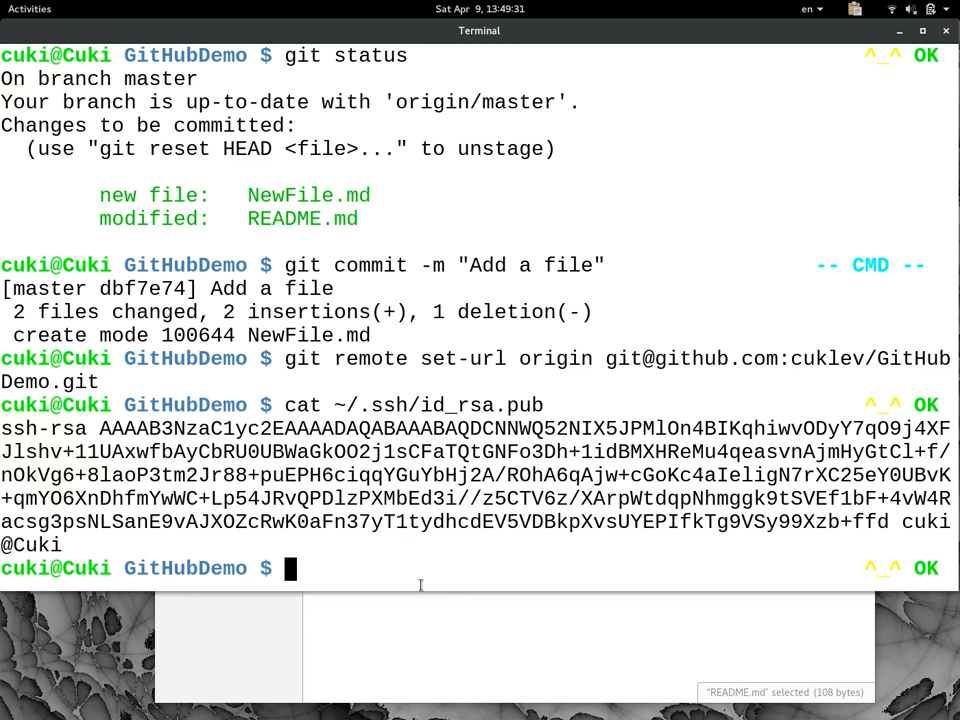 Activities Sat Apr 9, 13:49:31 en
Terminal
cuki@Cuki GitHubDemo $ git status ^_^ OK
On branch master
Your branch is up-to-date with 'origin/master'.
Changes to be committed:
(use "git reset HEAD <file>..." to unstage)
new file: NewFile.md
modified: README.md
cuki@Cuki GitHubDemo $ git commit -m "Add a file" -- CMD --
[master dbf7e74] Add a file
2 files changed, 2 insertions(+), 1 deletion(-)
create mode 100644 NewFile.md
cuki@Cuki GitHubDemo $ git remote set-url origin git@github.com:cuklev/GitHub
Demo.git
cuki@Cuki GitHubDemo $ cat ~/.ssh/id_rsa.pub ^_^ OK
ssh-rsa AAAAB3NzaC1yc2EAAAADAQABAAABAQDCNNWQ52NIX5JPMlOn4BIKqhiwvODyY7qO9j4XF
Jlshv+11UAxwfbAyCbRU0UBWaGkOO2j1sCFaTQtGNFo3Dh+1idBMXHReMu4qeasvnAjmHyGtCl+f/
nOkVg6+8laoP3tm2Jr88+puEPH6ciqqYGuYbHj2A/ROhA6qAjw+cGoKc4aIeligN7rXC25eY0UBvK
+qmYO6XnDhfmYwWC+Lp54JRvQPDlzPXMbEd3i//z5CTV6z/XArpWtdqpNhmggk9tSVEf1bF+4vW4R
acsg3psNLSanE9vAJXOZcRwK0aFn37yT1tydhcdEV5VDBkpXvsUYEPIfkTg9VSy99Xzb+ffd cuki
@Cuki
cuki@Cuki GitHubDemo $ ^_^ OK
"README.md" selected (108 bytes)